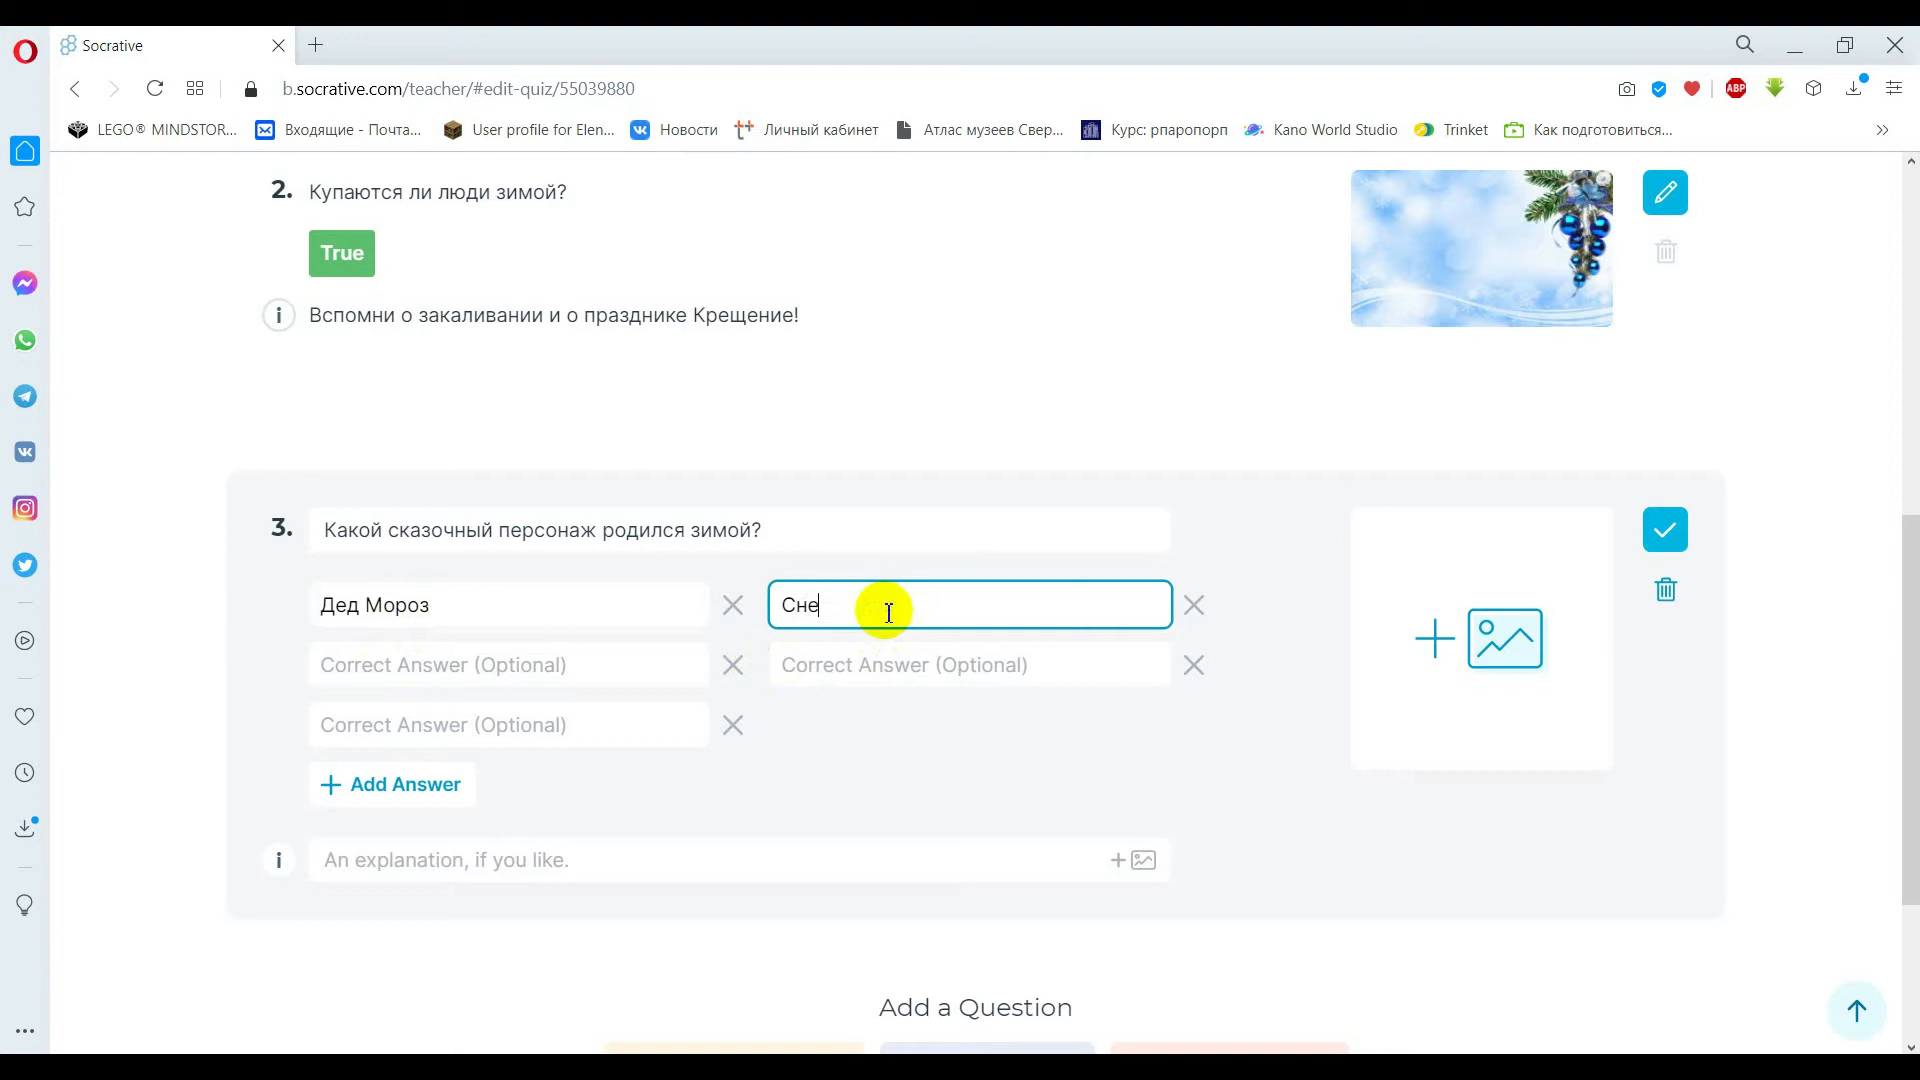 Socrative
b.socrative.com/teacher/#edit-quiz/55039880
ABP
LEGO® MINDSTOR...
Входящие - Почта...
User profile for Elen...
Новости
Личный кабинет
Атлас музеев Свер...
Курс: рпаропорп
Kano World Studio
Trinket
Как подготовиться...
2. Купаются ли люди зимой?
True
i Вспомни о закаливании и о празднике Крещение!
3. Какой сказочный персонаж родился зимой?
Дед Мороз
Сне
Correct Answer (Optional)
Correct Answer (Optional)
Correct Answer (Optional)
+ Add Answer
i An explanation, if you like.
Add a Question